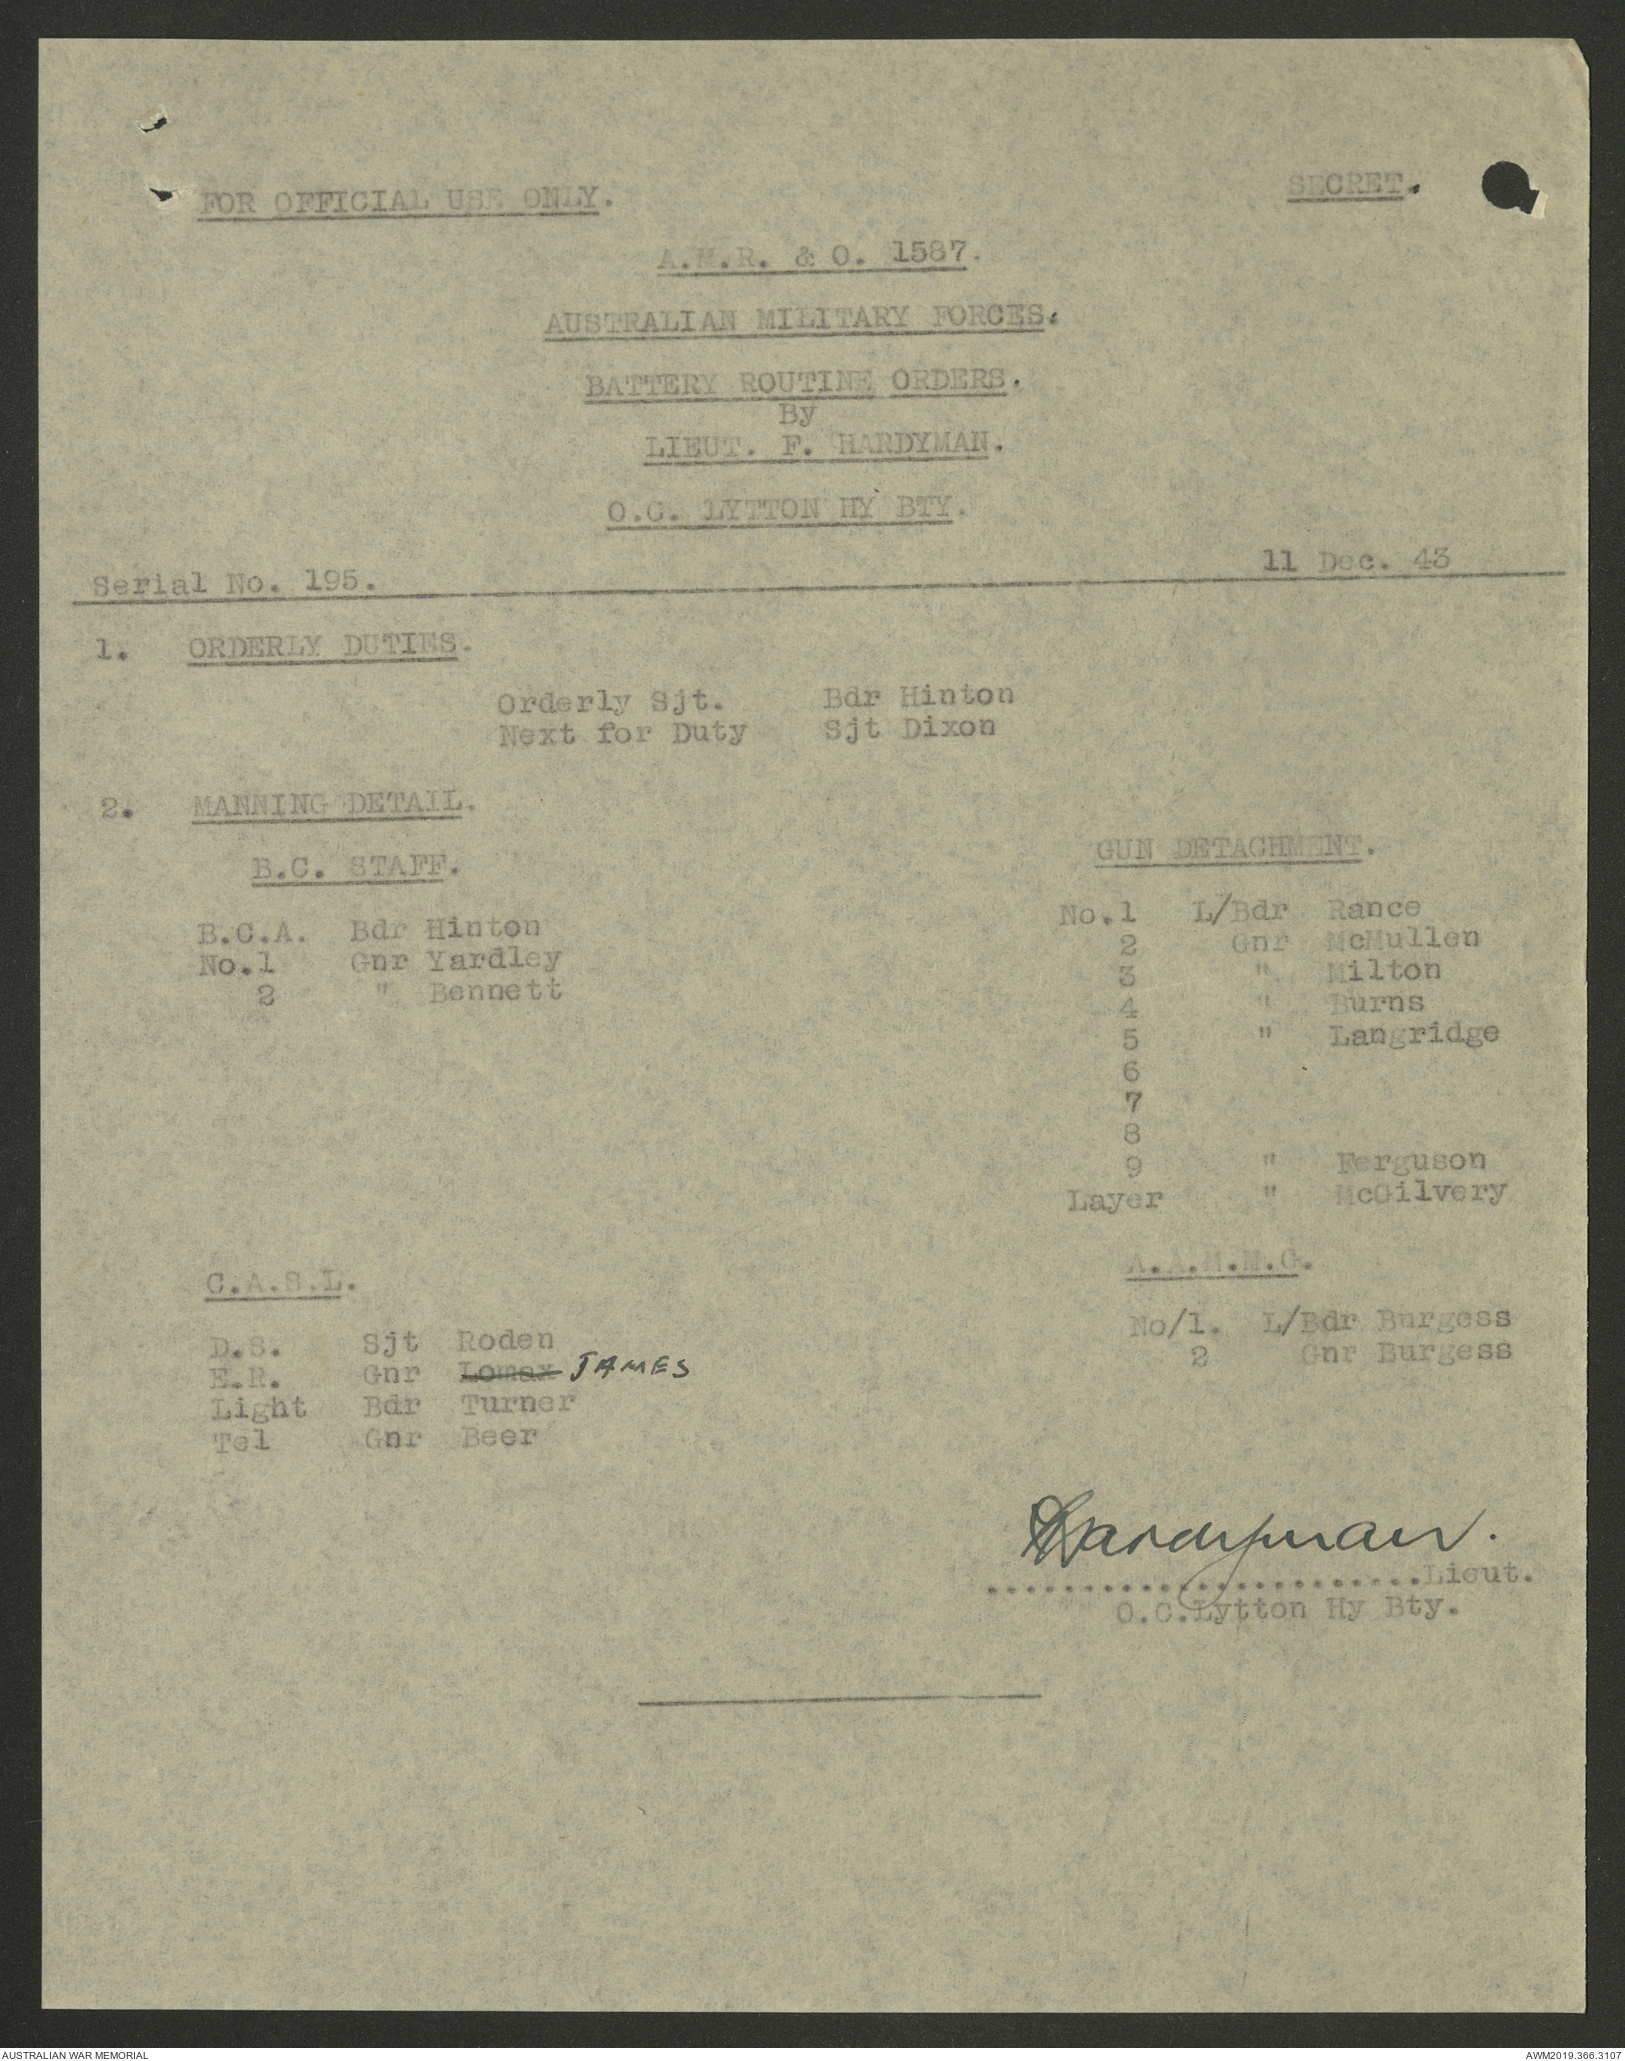 FOR OFFICIAL USE ONLY.
SECRET.
A.M.R. & O. 1587.
AUSTRALIAN MILITARY FORCES.
BATTERY ROUTINE ORDERS.
By
LIEUT. F. HARDYMAN.
O.C. LYTTON HY BTY.
Serial No. 195. 11 Dec. 43
1. ORDERLY DUTIES.
Orderly Sjt. Bdr Hinton
Next for Duty Sjt Dixon
2. MANNING DETAIL.
B.C. STAFF.
B.C.A. Bdr Hinton
No.1 Gnr Yardley
2 " Bennett
GUN DETACHMENT.
No.1 L/Bdr Rance
2 Gnr McMullen
3 " Milton
4 " Burns
5 " Langridge
6
7
8
9 " Ferguson
Layer " McGilvery
C.A.S.L.
D.S. Sjt Roden
E.R. Gnr Lomax JAMES
Light Bdr Turner
Tel Gnr Beer
A.A.M.M.G.
No/1. L/Bdr Burgess
2 Gnr Burgess
Hardyman.
.......................Lieut.
O.C.Lytton Hy Bty.
AUSTRALIAN WAR MEMORIAL
AWM2019.366.3107